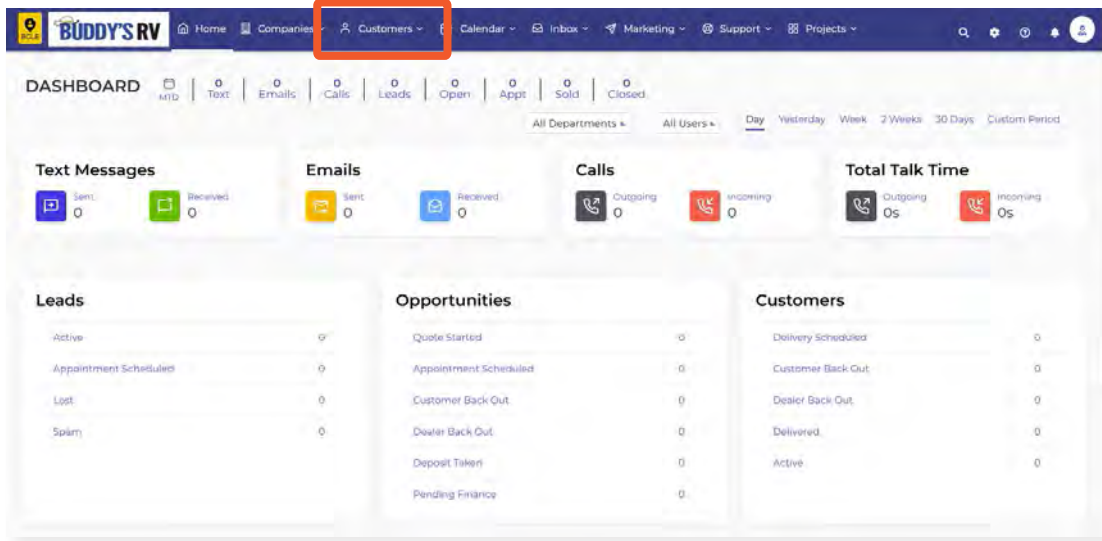 BUDDY'S RV Home Companies Customers Calendar Inbox Marketing Support Projects
DASHBOARD MTD 0 Text 0 Emails 0 Calls 0 Leads 0 Open 0 Appt 0 Sold 0 Closed
All Departments All Users Day Yesterday Week 2 Weeks 30 Days Custom Period
Text Messages Emails Calls Total Talk Time
Sent Received Sent Received Outgoing Incoming Outgoing Incoming
0 0 0 0 0 0 0s 0s
Leads Opportunities Customers
Active 0 Quote Started 0 Delivery Scheduled 0
Appointment Scheduled 0 Appointment Scheduled 0 Customer Back Out 0
Lost 0 Customer Back Out 0 Dealer Back Out 0
Spam 0 Dealer Back Out 0 Delivered 0
Deposit Taken 0 Active 0
Pending Finance 0